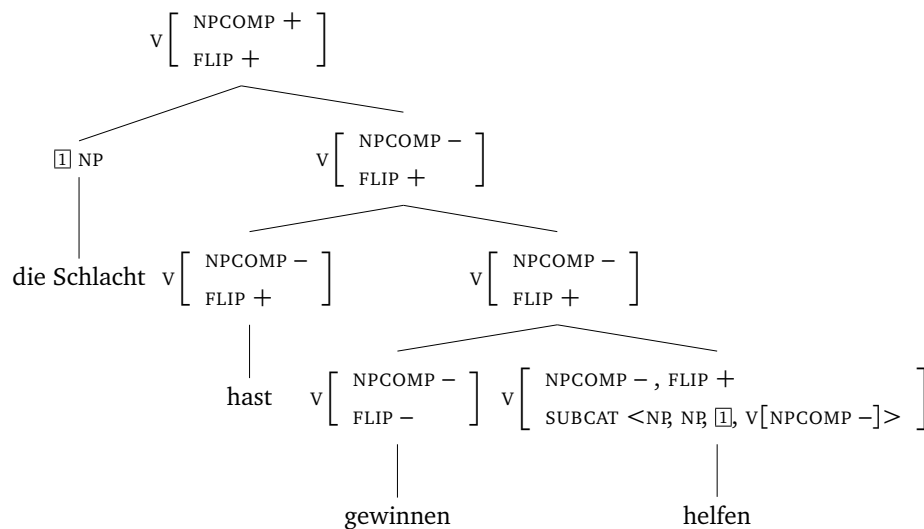 V[ NPCOMP +
FLIP + ]
1 NP
V[ NPCOMP −
FLIP + ]
die Schlacht
V[ NPCOMP −
FLIP + ]
V[ NPCOMP −
FLIP + ]
hast
V[ NPCOMP −
FLIP − ]
V[ NPCOMP − , FLIP +
SUBCAT <NP, NP, 1, V[NPCOMP −]> ]
gewinnen
helfen